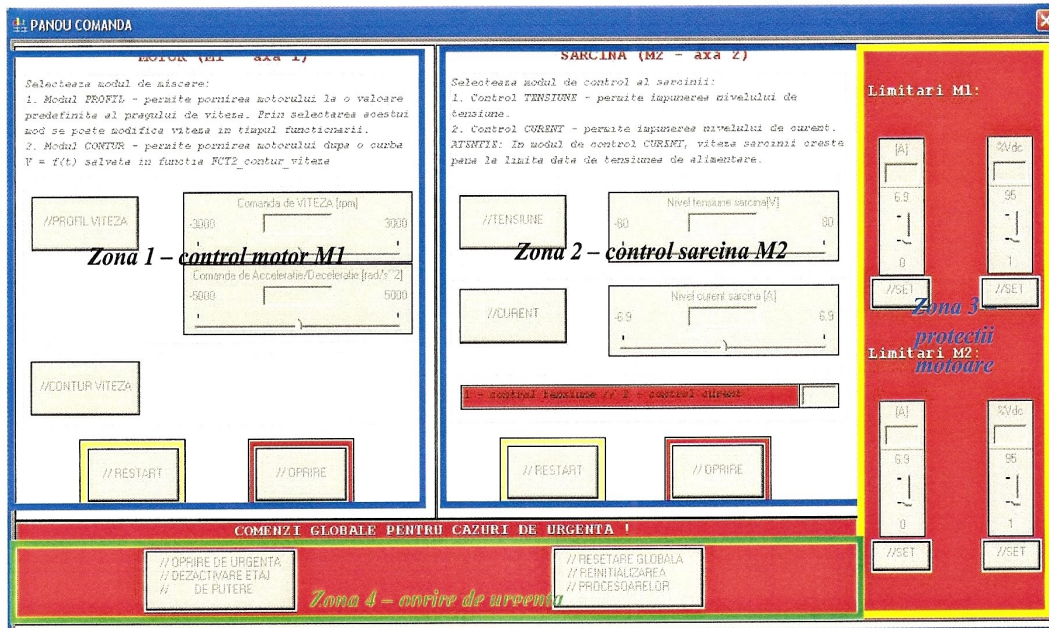 PANOU COMANDA
MOTOR (M1 - axa 1)
Selecteaza modul de miscare:
1. Modul PROFIL - permite pornirea motorului la o valoare
predefinita al pragului de viteza. Prin selectarea acestui
mod se poate modifica viteza in timpul functionarii.
2. Modul CONTUR - permite pornirea motorului dupa o curba
V = f(t) salvata in functia FCT2_contur_viteza
//PROFIL VITEZA
Comanda de VITEZA [rpm]
-3000 3000
Zona 1 – control motor M1
Comanda de Acceleratie/Deceleratie [rad/s^2]
-5000 5000
//CONTUR VITEZA
// RESTART
// OPRIRE
SARCINA (M2 - axa 2)
Selecteaza modul de control al sarcinii:
1. Control TENSIUNE - permite impunerea nivelului de
tensiune.
2. Control CURENT - permite impunerea nivelului de curent.
ATENTIE: In modul de control CURENT, viteza sarcinii creste
pana la limita data de tensiunea de alimentare.
//TENSIUNE
Nivel tensiune sarcina[V]
-80 80
Zona 2 – control sarcina M2
//CURENT
Nivel curent sarcina [A]
-6.9 6.9
1 - control tensiune // 2 - control curent
// RESTART
// OPRIRE
Limitari M1:
[A] %Vdc
6.9 95
0 1
//SET //SET
Zona 3 –
protectii
motoare
Limitari M2:
[A] %Vdc
6.9 95
0 1
//SET //SET
COMENZI GLOBALE PENTRU CAZURI DE URGENTA !
// OPRIRE DE URGENTA
// DEZACTIVARE ETAJ
// DE PUTERE
// RESETARE GLOBALA
// REINITIALIZAREA
// PROCESOARELOR
Zona 4 – oprire de urgenta